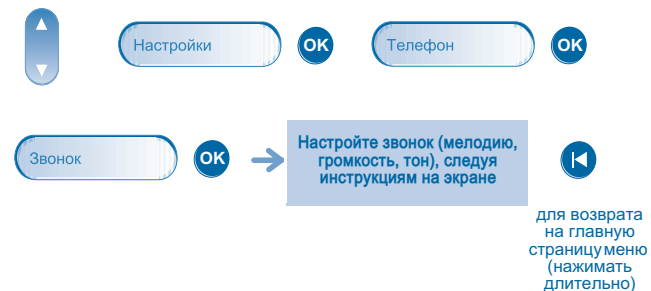 Настройки
OK
Телефон
OK
Звонок
OK
Настройте звонок (мелодию,
громкость, тон), следуя
инструкциям на экране
для возврата
на главную
страницу меню
(нажимать
длительно)